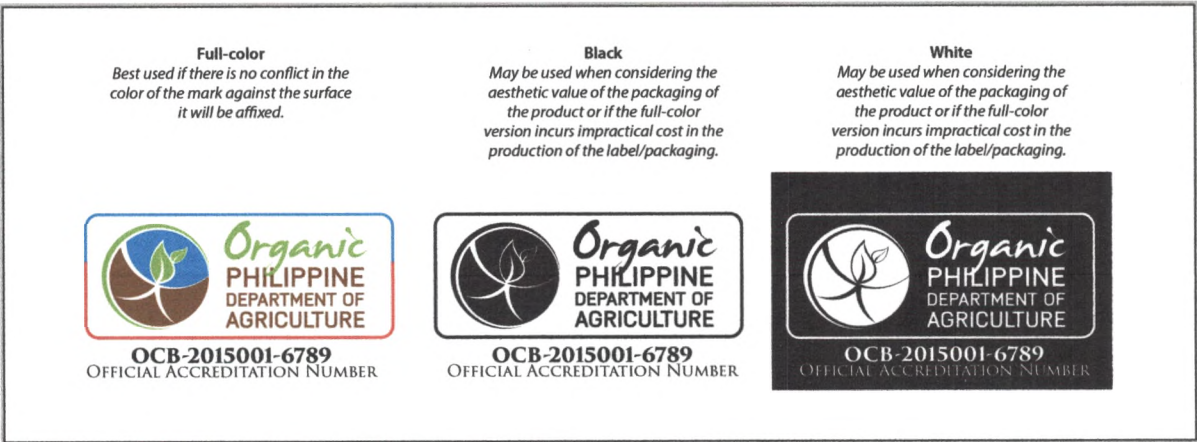 Full-color
Best used if there is no conflict in the
color of the mark against the surface
it will be affixed.
Organic
PHILIPPINE
DEPARTMENT OF
AGRICULTURE
OCB-2015001-6789
OFFICIAL ACCREDITATION NUMBER
Black
May be used when considering the
aesthetic value of the packaging of
the product or if the full-color
version incurs impractical cost in the
production of the label/packaging.
Organic
PHILIPPINE
DEPARTMENT OF
AGRICULTURE
OCB-2015001-6789
OFFICIAL ACCREDITATION NUMBER
White
May be used when considering the
aesthetic value of the packaging of
the product or if the full-color
version incurs impractical cost in the
production of the label/packaging.
Organic
PHILIPPINE
DEPARTMENT OF
AGRICULTURE
OCB-2015001-6789
OFFICIAL ACCREDITATION NUMBER